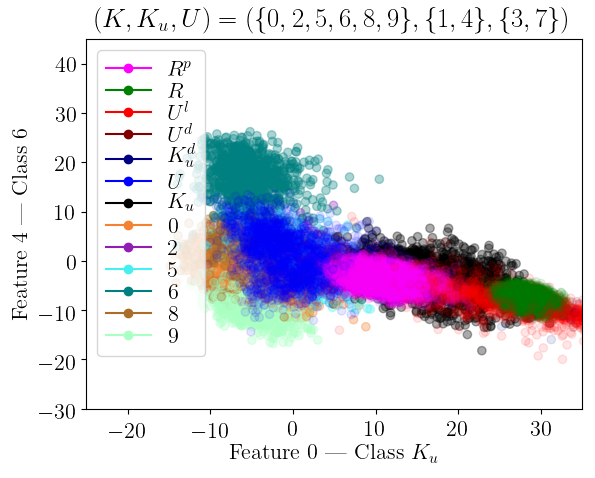 (K, K_u, U) = ({0, 2, 5, 6, 8, 9}, {1, 4}, {3, 7})
Feature 4 — Class 6
40
30
20
10
0
−10
−20
−30
R^p
R
U^l
U^d
K_u^d
U
K_u
0
2
5
6
8
9
−20
−10
0
10
20
30
Feature 0 — Class K_u